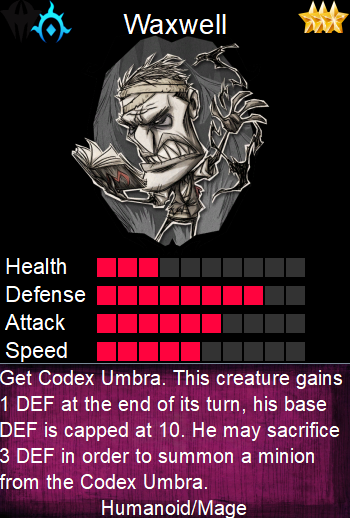 Waxwell
Health
Defense
Attack
Speed
Get Codex Umbra. This creature gains
1 DEF at the end of its turn, his base
DEF is capped at 10. He may sacrifice
3 DEF in order to summon a minion
from the Codex Umbra.
Humanoid/Mage